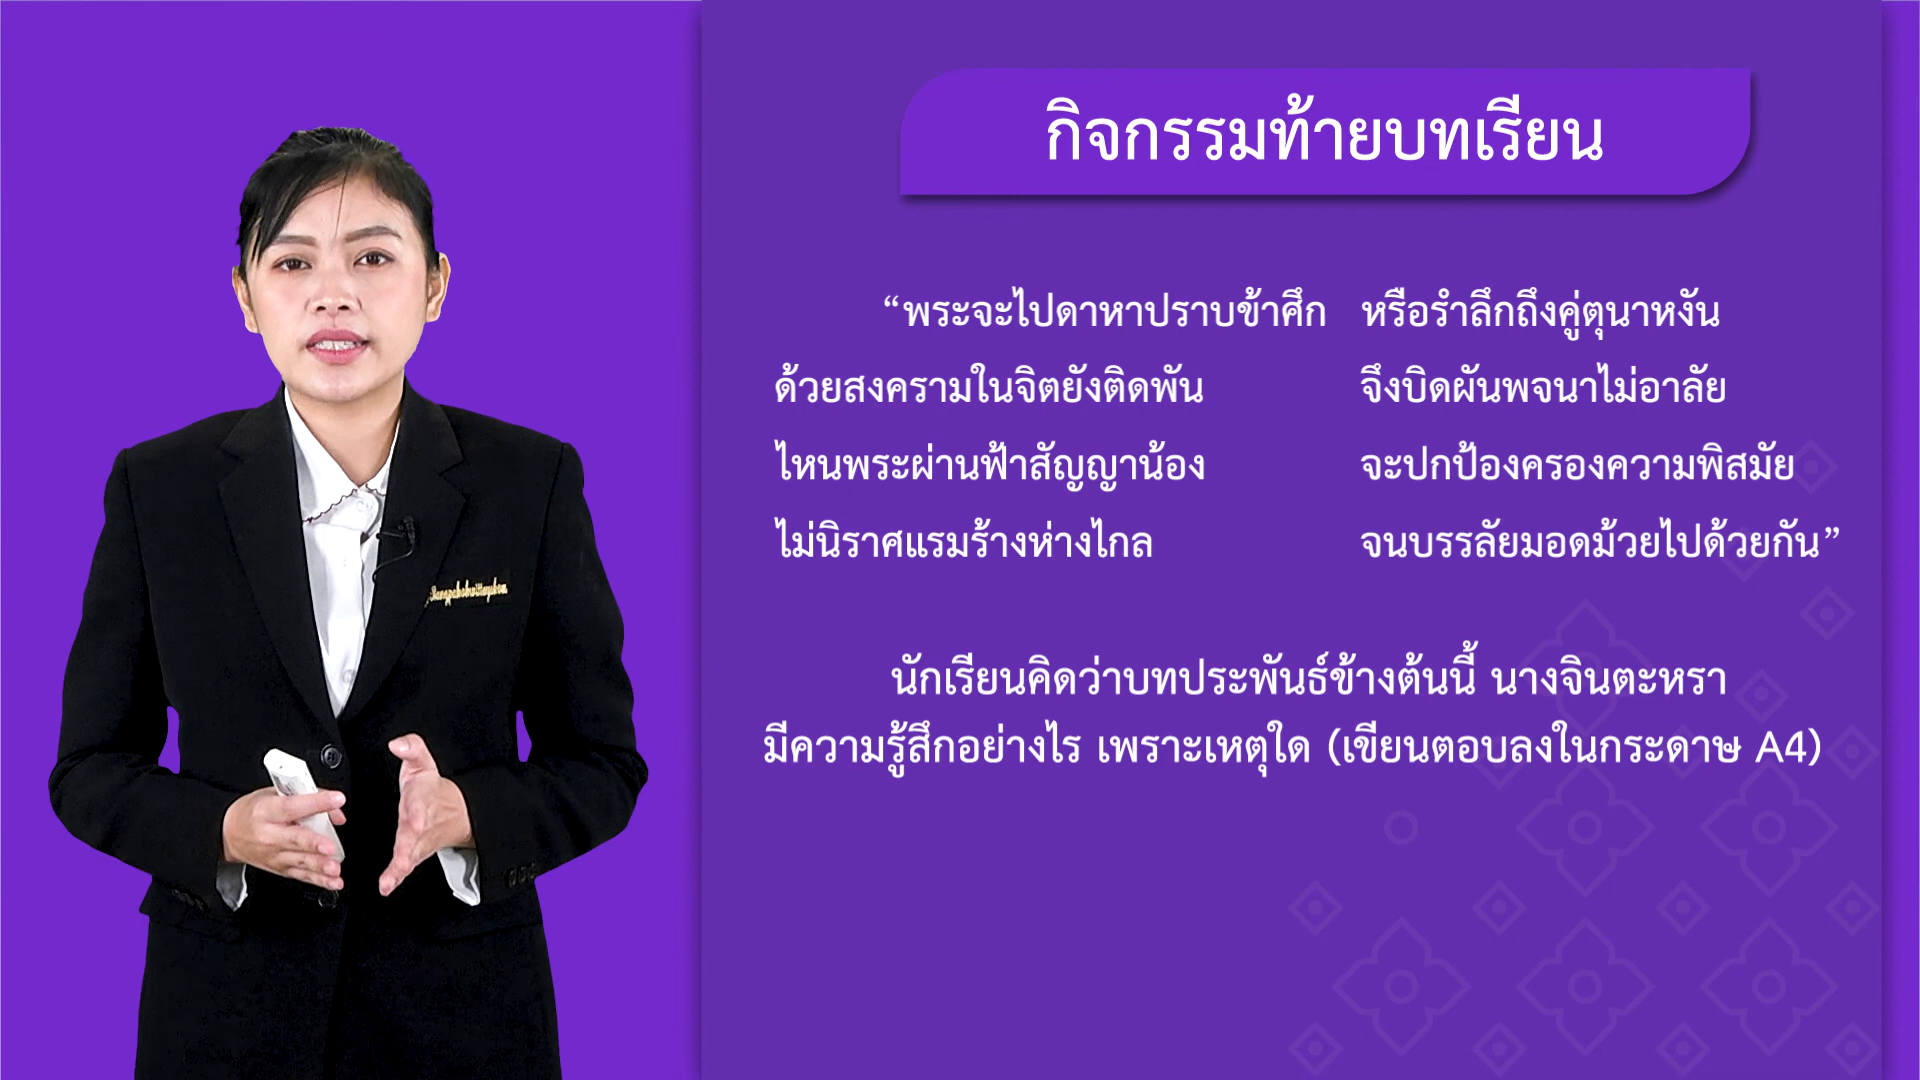 กิจกรรมท้ายบทเรียน
“พระจะไปดาหาปราบข้าศึก หรือรำลึกถึงคู่ตุนาหงัน
ด้วยสงครามในจิตยังติดพัน จึงบิดผันพจนาไม่อาลัย
ไหนพระผ่านฟ้าสัญญาน้อง จะปกป้องครองความพิสมัย
ไม่นิราศแรมร้างห่างไกล จนบรรลัยมอดม้วยไปด้วยกัน”
นักเรียนคิดว่าบทประพันธ์ข้างต้นนี้ นางจินตะหรา
มีความรู้สึกอย่างไร เพราะเหตุใด (เขียนตอบลงในกระดาษ A4)